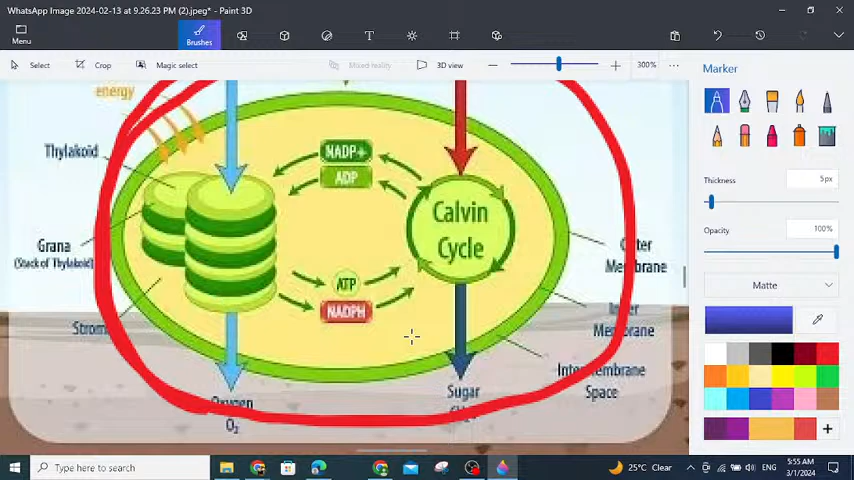 WhatsApp Image 2024-02-13 at 9.26.23 PM (2).jpeg* - Paint 3D
Menu
Brushes
Select
Crop
Magic select
Mixed reality
3D view
300%
Marker
Thickness
5px
Opacity
100%
Matte
energy
Thylakoid
NADP+
ADP
Calvin
Cycle
Grana
(Stack of Thylakoid)
ATP
NADPH
Outer
Membrane
Inner
Membrane
Stroma
Intermembrane
Space
Oxygen
O₂
Sugar
Type here to search
25°C Clear
ENG
5:55 AM
3/1/2024